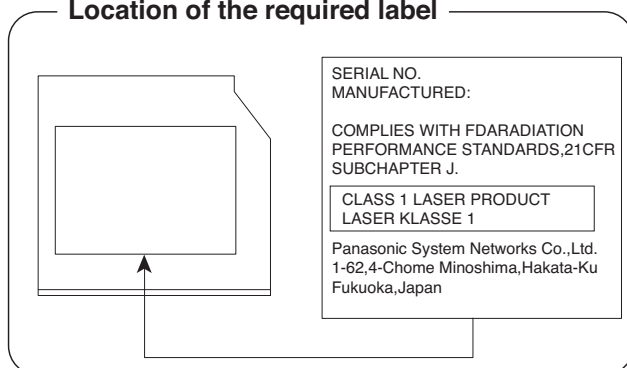 Location of the required label
SERIAL NO.
MANUFACTURED:
COMPLIES WITH FDARADIATION
PERFORMANCE STANDARDS,21CFR
SUBCHAPTER J.
CLASS 1 LASER PRODUCT
LASER KLASSE 1
Panasonic System Networks Co.,Ltd.
1-62,4-Chome Minoshima,Hakata-Ku
Fukuoka,Japan